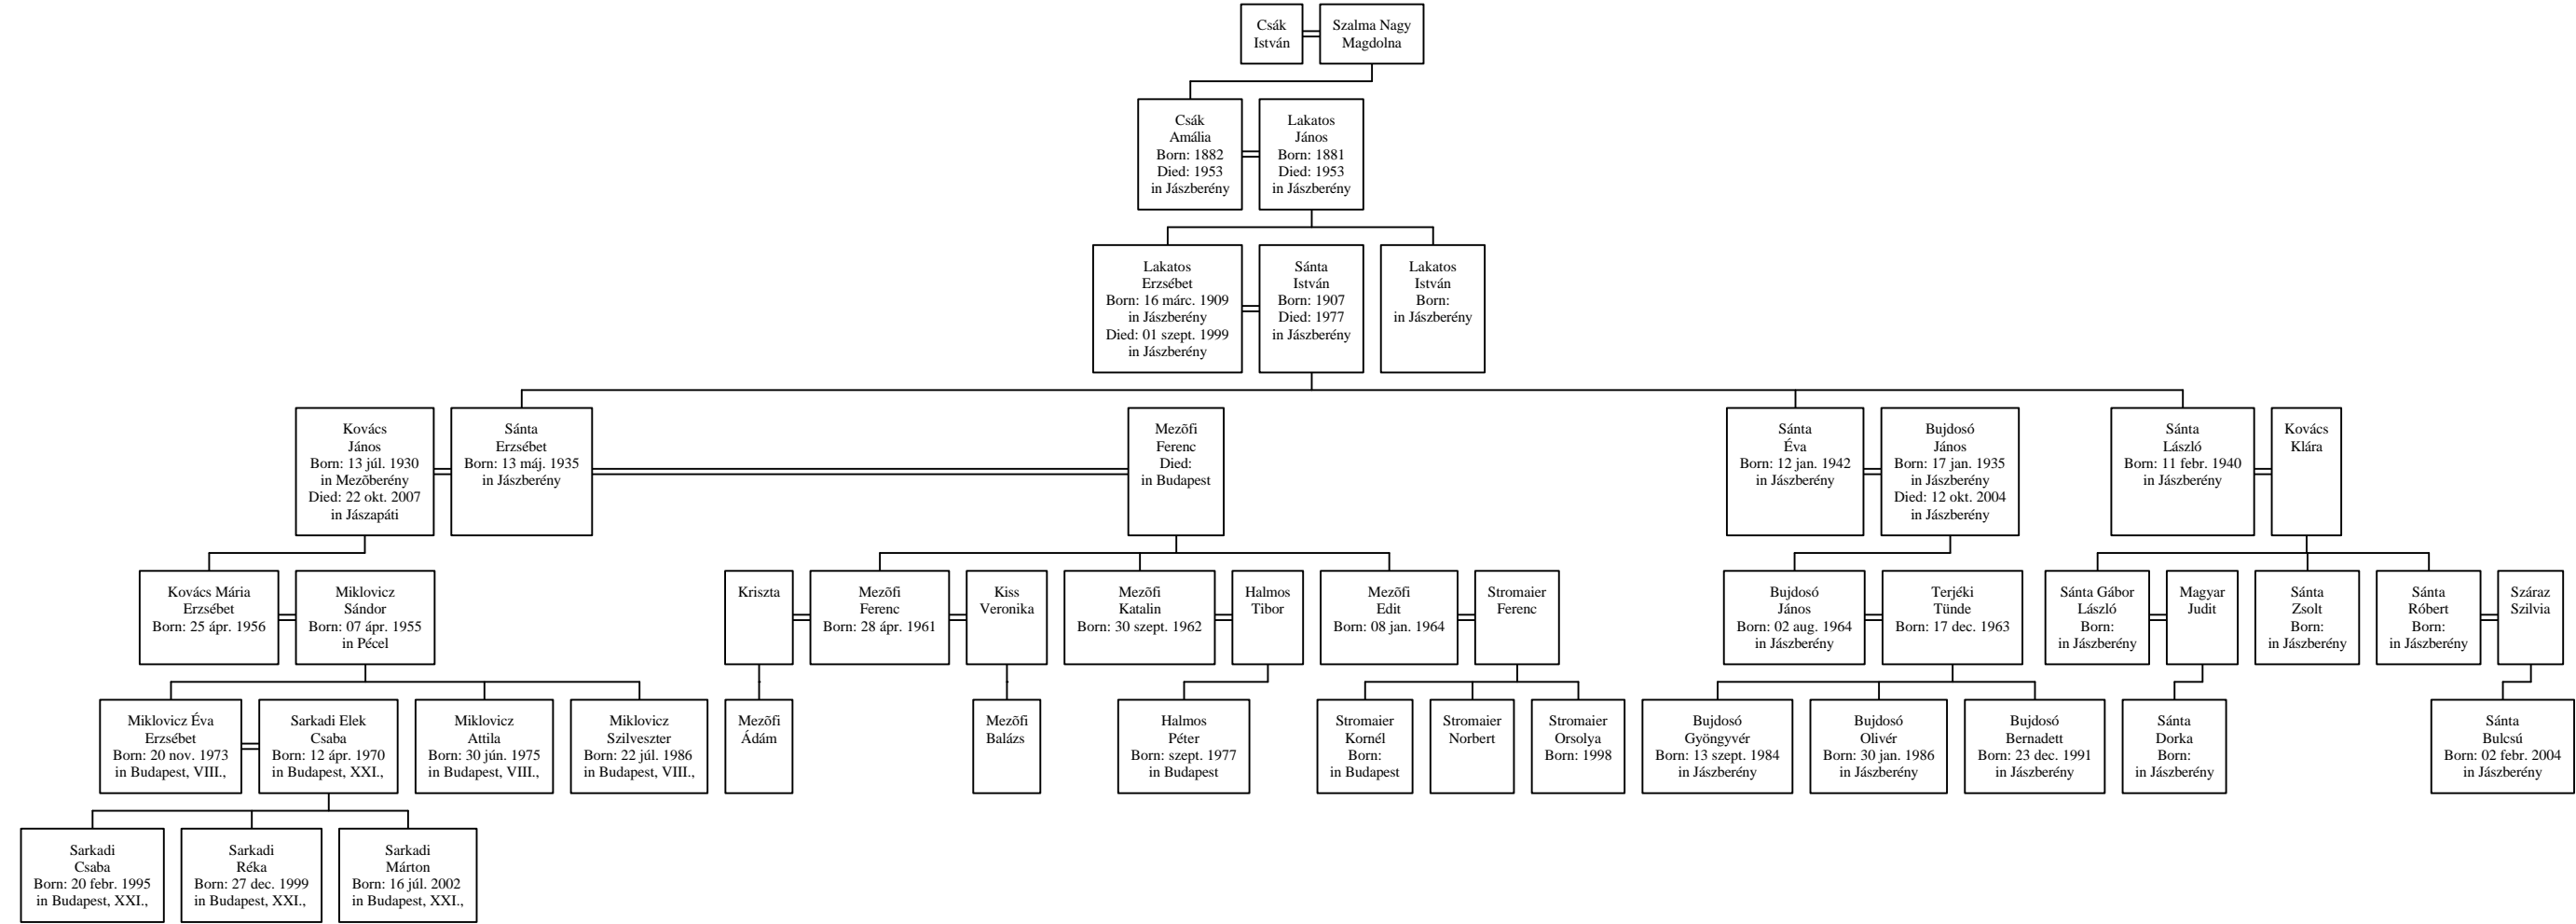 Csák
István
Szalma Nagy
Magdolna
Csák
Amália
Born: 1882
Died: 1953
in Jászberény
Lakatos
János
Born: 1881
Died: 1953
in Jászberény
Lakatos
Erzsébet
Born: 16 márc. 1909
in Jászberény
Died: 01 szept. 1999
in Jászberény
Sánta
István
Born: 1907
Died: 1977
in Jászberény
Lakatos
István
Born:
in Jászberény
Kovács
János
Born: 13 júl. 1930
in Mezõberény
Died: 22 okt. 2007
in Jászapáti
Sánta
Erzsébet
Born: 13 máj. 1935
in Jászberény
Mezõfi
Ferenc
Died:
in Budapest
Sánta
Éva
Born: 12 jan. 1942
in Jászberény
Bujdosó
János
Born: 17 jan. 1935
in Jászberény
Died: 12 okt. 2004
in Jászberény
Sánta
László
Born: 11 febr. 1940
in Jászberény
Kovács
Klára
Kovács Mária
Erzsébet
Born: 25 ápr. 1956
Miklovicz
Sándor
Born: 07 ápr. 1955
in Pécel
Kriszta
Mezõfi
Ferenc
Born: 28 ápr. 1961
Kiss
Veronika
Mezõfi
Katalin
Born: 30 szept. 1962
Halmos
Tibor
Mezõfi
Edit
Born: 08 jan. 1964
Stromaier
Ferenc
Bujdosó
János
Born: 02 aug. 1964
in Jászberény
Terjéki
Tünde
Born: 17 dec. 1963
Sánta Gábor
László
Born:
in Jászberény
Magyar
Judit
Sánta
Zsolt
Born:
in Jászberény
Sánta
Róbert
Born:
in Jászberény
Száraz
Szilvia
Miklovicz Éva
Erzsébet
Born: 20 nov. 1973
in Budapest, VIII.,
Sarkadi Elek
Csaba
Born: 12 ápr. 1970
in Budapest, XXI.,
Miklovicz
Attila
Born: 30 jún. 1975
in Budapest, VIII.,
Miklovicz
Szilveszter
Born: 22 júl. 1986
in Budapest, VIII.,
Mezõfi
Ádám
Mezõfi
Balázs
Halmos
Péter
Born: szept. 1977
in Budapest
Stromaier
Kornél
Born:
in Budapest
Stromaier
Norbert
Stromaier
Orsolya
Born: 1998
Bujdosó
Gyöngyvér
Born: 13 szept. 1984
in Jászberény
Bujdosó
Olivér
Born: 30 jan. 1986
in Jászberény
Bujdosó
Bernadett
Born: 23 dec. 1991
in Jászberény
Sánta
Dorka
Born:
in Jászberény
Sánta
Bulcsú
Born: 02 febr. 2004
in Jászberény
Sarkadi
Csaba
Born: 20 febr. 1995
in Budapest, XXI.,
Sarkadi
Réka
Born: 27 dec. 1999
in Budapest, XXI.,
Sarkadi
Márton
Born: 16 júl. 2002
in Budapest, XXI.,